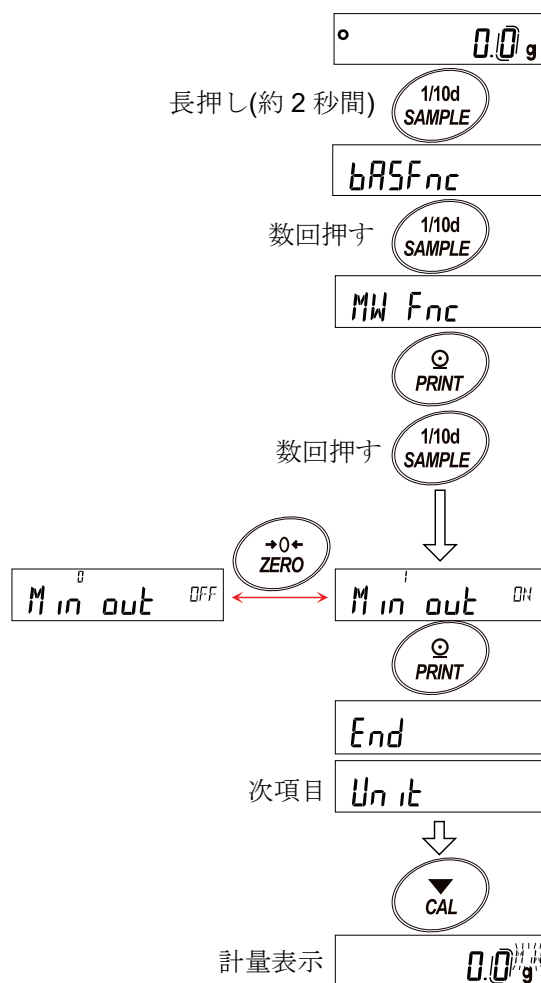 0.0 g
長押し(約 2 秒間)
1/10d
SAMPLE
bASFnc
数回押す
1/10d
SAMPLE
MW Fnc
PRINT
数回押す
1/10d
SAMPLE
→0←
ZERO
0
Min out OFF
1
Min out ON
PRINT
End
次項目
Unit
CAL
計量表示
0.0 g